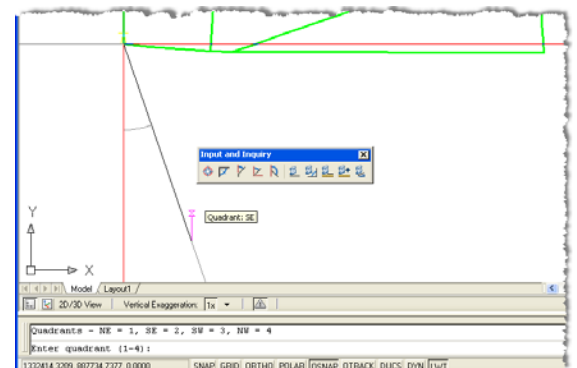 Input and Inquiry
Quadrant: SE
Y
X
Model / Layout1 /
2D/3D View Vertical Exaggeration: 1x
Quadrants - NE = 1, SE = 2, SW = 3, NW = 4
Enter quadrant (1-4):
1332414.3209, 897734.7377, 0.0000 SNAP GRID ORTHO POLAR OSNAP OTRACK DUCS DYN LWT